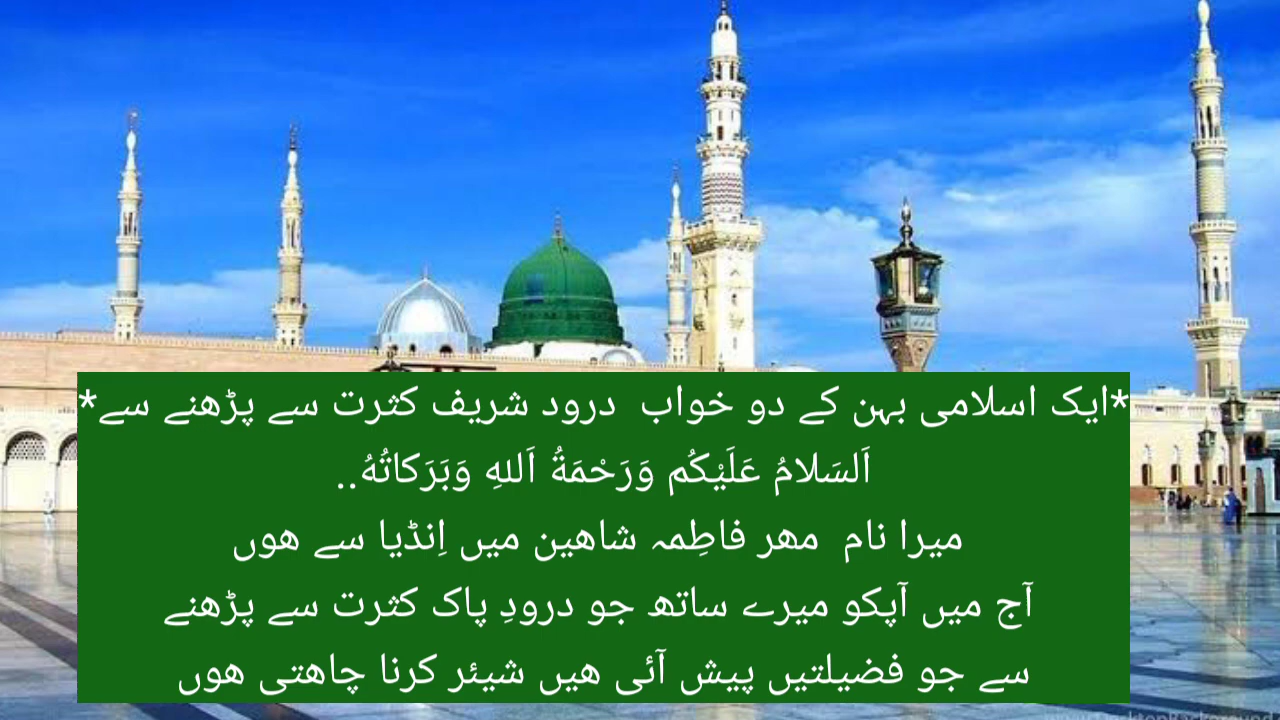 *ایک اسلامی بہن کے دو خواب درود شریف کثرت سے پڑھنے سے*
اَلسَلامُ عَلَیْکُم وَرَحْمَةُ اَللهِ وَبَرَکاتُهُ..
میرا نام مھر فاطِمہ شاھین میں اِنڈیا سے ھوں
آج میں آپکو میرے ساتھ جو درودِ پاک کثرت سے پڑھنے
سے جو فضیلتیں پیش آئی ھیں شیئر کرنا چاھتی ھوں